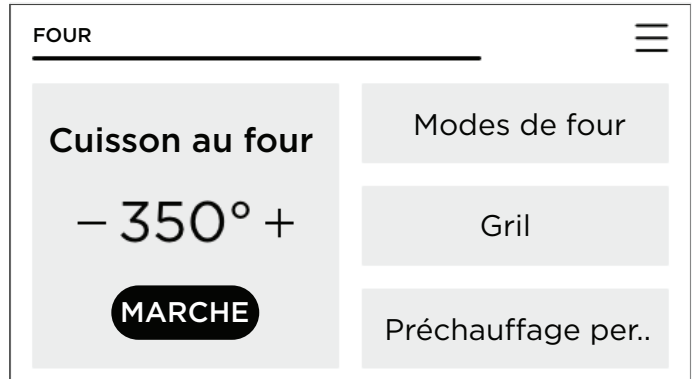 FOUR
Cuisson au four
− 350° +
MARCHE
Modes de four
Gril
Préchauffage per..